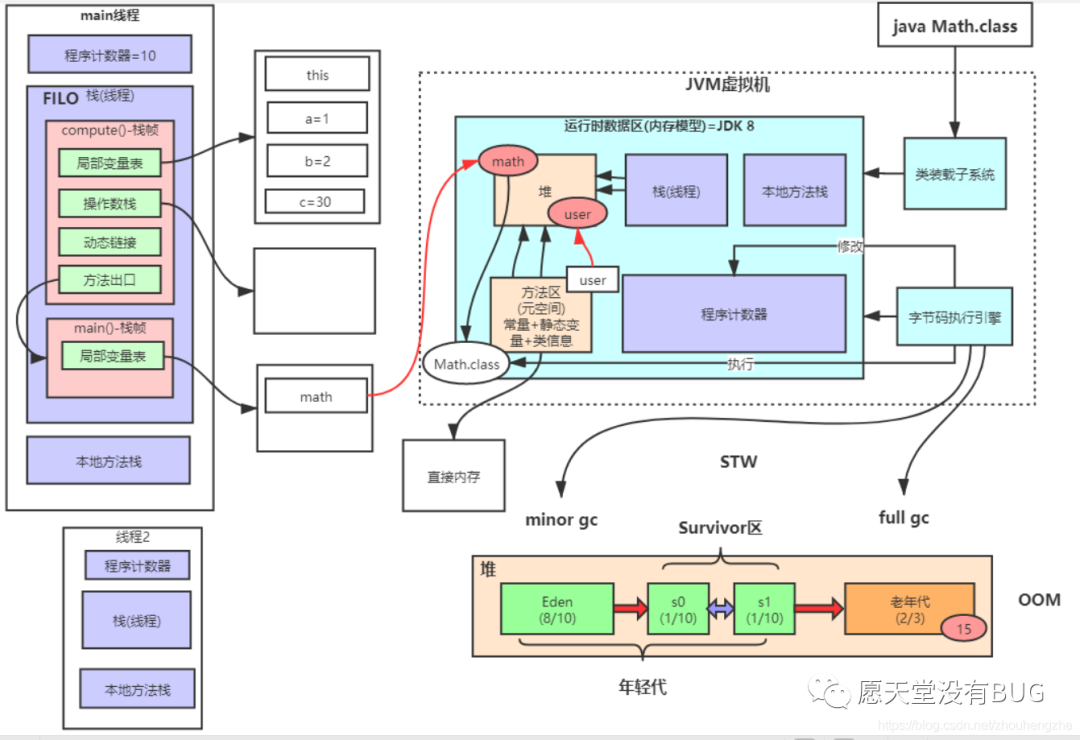 main线程
程序计数器=10
FILO 栈(线程)
compute()-栈帧
局部变量表
操作数栈
动态链接
方法出口
main()-栈帧
局部变量表
本地方法栈
线程2
程序计数器
栈(线程)
本地方法栈
this
a=1
b=2
c=30
math
java Math.class
JVM虚拟机
运行时数据区(内存模型)=JDK 8
math
堆
user
栈(线程)
本地方法栈
类装载子系统
修改
user
方法区
(元空间)
常量+静态变
量+类信息
程序计数器
字节码执行引擎
Math.class
执行
直接内存
STW
minor gc
full gc
Survivor区
堆
Eden
(8/10)
s0
(1/10)
s1
(1/10)
老年代
(2/3)
15
OOM
年轻代
愿天堂没有BUG
https://blog.csdn.net/zhouhengzhe